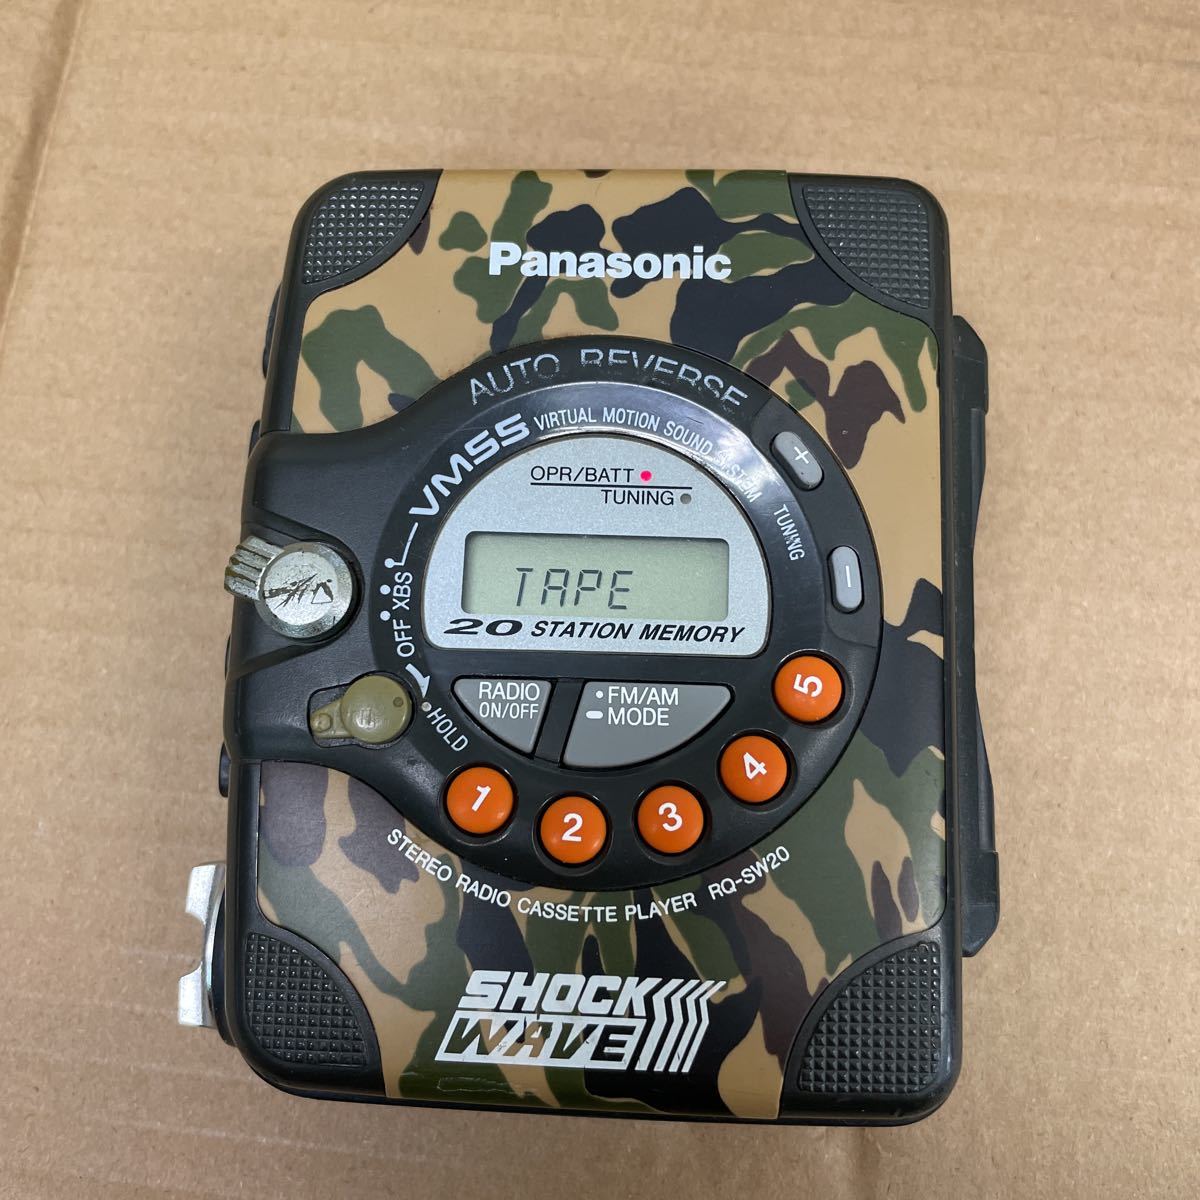 Panasonic
AUTO REVERSE
VMSS VIRTUAL MOTION SOUND SYSTEM
OPR/BATT
TUNING
+
TUNING
-
TAPE
20 STATION MEMORY
XBS
OFF
HOLD
RADIO
ON/OFF
FM/AM
MODE
1
2
3
4
5
STEREO RADIO CASSETTE PLAYER RQ-SW20
SHOCK
WAVE